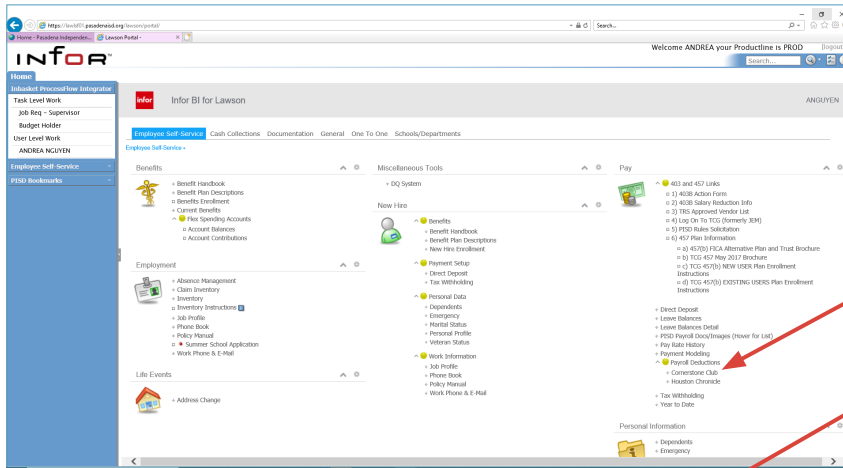 https://lawldf01.pasadenaisd.org/lawson/portal/
Search...
Home - Pasadena Independen...
Lawson Portal -
infor™
Welcome ANDREA your Productline is PROD
[logout
Search...
Home
Inbasket ProcessFlow Integrator
Task Level Work
Job Req - Supervisor
Budget Holder
User Level Work
ANDREA NGUYEN
Employee Self-Service
PISD Bookmarks
infor
Infor BI for Lawson
ANGUYEN
Employee Self-Service
Cash Collections
Documentation
General
One To One
Schools/Departments
Employee Self-Service »
Benefits
Benefit Handbook
Benefit Plan Descriptions
Benefits Enrollment
Current Benefits
Flex Spending Accounts
Account Balances
Account Contributions
Employment
Absence Management
Claim Inventory
Inventory
Inventory Instructions
Job Profile
Phone Book
Policy Manual
Summer School Application
Work Phone & E-Mail
Life Events
Address Change
Miscellaneous Tools
DQ System
New Hire
Benefits
Benefit Handbook
Benefit Plan Descriptions
New Hire Enrollment
Payment Setup
Direct Deposit
Tax Withholding
Personal Data
Dependents
Emergency
Marital Status
Personal Profile
Veteran Status
Work Information
Job Profile
Phone Book
Policy Manual
Work Phone & E-Mail
Pay
403 and 457 Links
1) 403B Action Form
2) 403B Salary Reduction Info
3) TRS Approved Vendor List
4) Log On To TCG (formerly JEM)
5) PISD Rules Solicitation
6) 457 Plan Information
a) 457(b) FICA Alternative Plan and Trust Brochure
b) TCG 457 May 2017 Brochure
c) TCG 457(b) NEW USER Plan Enrollment
Instructions
d) TCG 457(b) EXISTING USERS Plan Enrollment
Instructions
Direct Deposit
Leave Balances
Leave Balances Detail
PISD Payroll Docs/Images (Hover for List)
Pay Rate History
Payment Modeling
Payroll Deductions
Cornerstone Club
Houston Chronicle
Tax Withholding
Year to Date
Personal Information
Dependents
Emergency